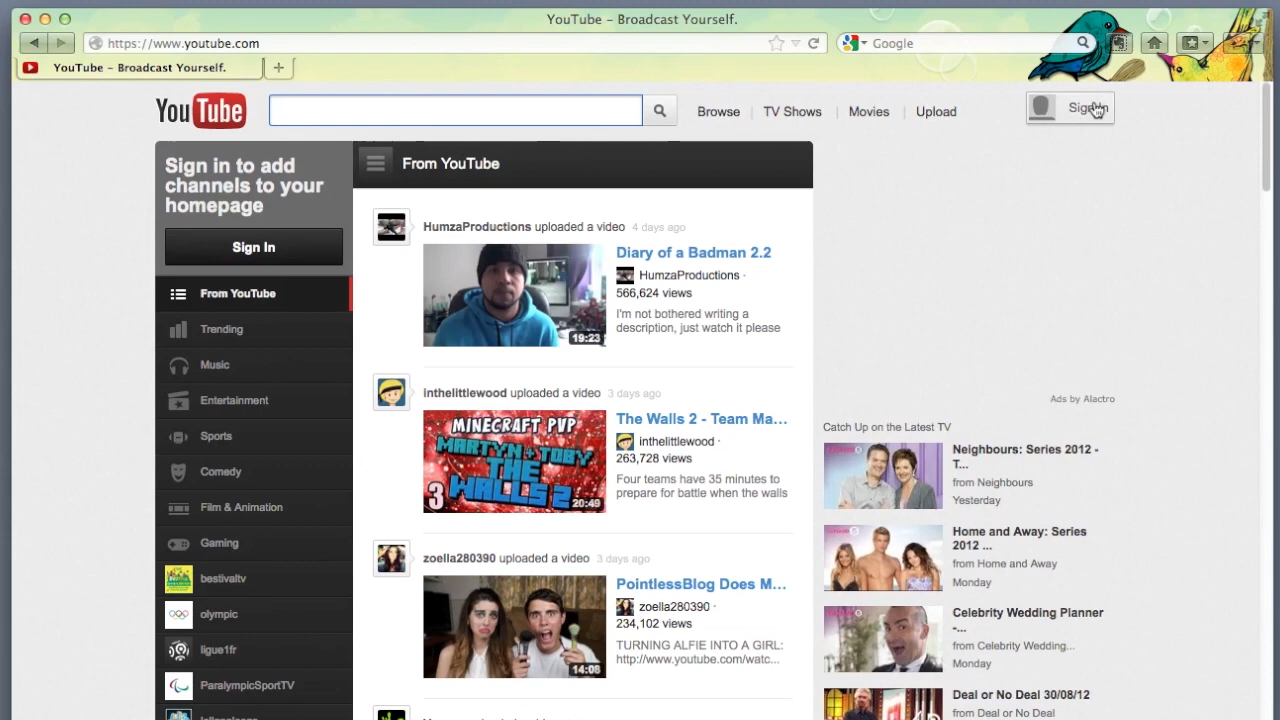 YouTube – Broadcast Yourself.
https://www.youtube.com
Google
YouTube – Broadcast Yourself.
YouTube
Browse
TV Shows
Movies
Upload
Sign In
Sign in to add
channels to your
homepage
Sign In
From YouTube
Trending
Music
Entertainment
Sports
Comedy
Film & Animation
Gaming
bestivaltv
olympic
ligue1fr
ParalympicSportTV
From YouTube
HumzaProductions uploaded a video 4 days ago
19:23
Diary of a Badman 2.2
HumzaProductions ·
566,624 views
I'm not bothered writing a
description, just watch it please
inthelittlewood uploaded a video 3 days ago
MINECRAFT PVP
MARTYN+TOBY
THE
WALLS 2
3
20:49
The Walls 2 - Team Ma...
inthelittlewood ·
263,728 views
Four teams have 35 minutes to
prepare for battle when the walls
zoella280390 uploaded a video 3 days ago
14:08
PointlessBlog Does M...
zoella280390 ·
234,102 views
TURNING ALFIE INTO A GIRL:
http://www.youtube.com/watc...
Ads by Alactro
Catch Up on the Latest TV
Neighbours: Series 2012 -
T...
from Neighbours
Yesterday
Home and Away: Series
2012 ...
from Home and Away
Monday
Celebrity Wedding Planner
-...
from Celebrity Wedding...
Monday
Deal or No Deal 30/08/12
from Deal or No Deal